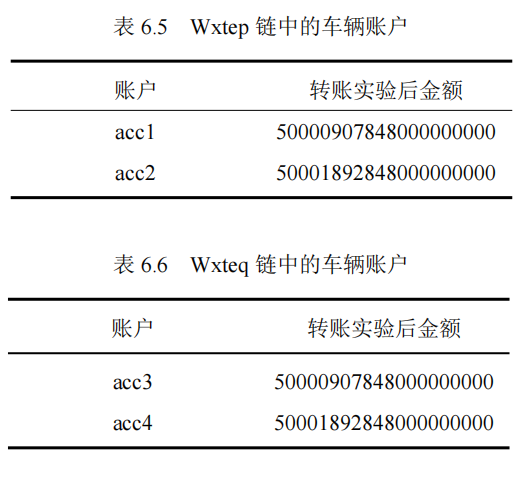 表 6.5 Wxtep 链中的车辆账户
账户 转账实验后金额
acc1 50000907848000000000
acc2 50001892848000000000
表 6.6 Wxteq 链中的车辆账户
账户 转账实验后金额
acc3 50000907848000000000
acc4 50001892848000000000